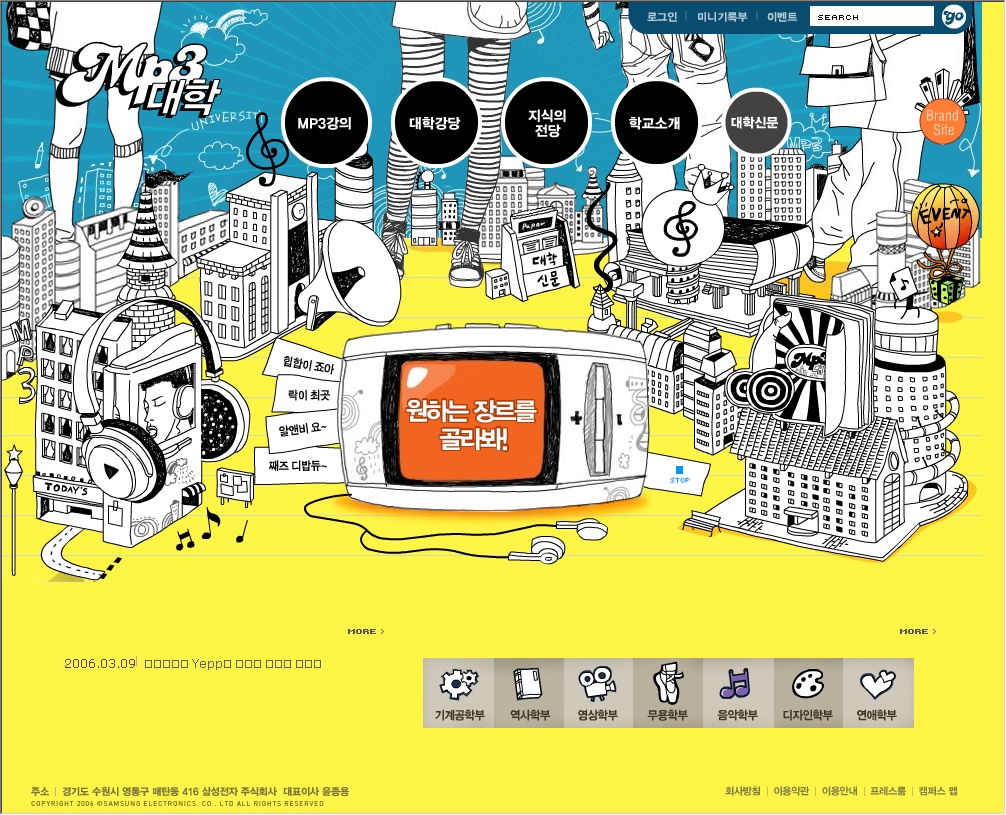 로그인 미니기록부 이벤트 SEARCH go
Mp3
대학
UNIVERSITY
MP3강의 대학강당 지식의 전당 학교소개 대학신문
Brand
Site
Mp3
EVENT
Paper
대학
신문
MP3
Mp3
힙합이 죠아
락이 최곳
알앤비 요~
째즈 디밥듀~
원하는 장르를
골라봐!
STOP
TODAY'S
MORE > MORE >
2006.03.09 □□□□□ Yepp□ □□□ □□□ □□□
기계공학부 역사학부 영상학부 무용학부 음악학부 디자인학부 연애학부
주소 | 경기도 수원시 영통구 매탄동 416 삼성전자 주식회사 대표이사 윤종용
회사방침 | 이용약관 | 이용안내 | 프레스룸 | 캠퍼스 맵
COPYRIGHT 2006 ©SAMSUNG ELECTRONICS. CO., LTD ALL RIGHTS RESERVED